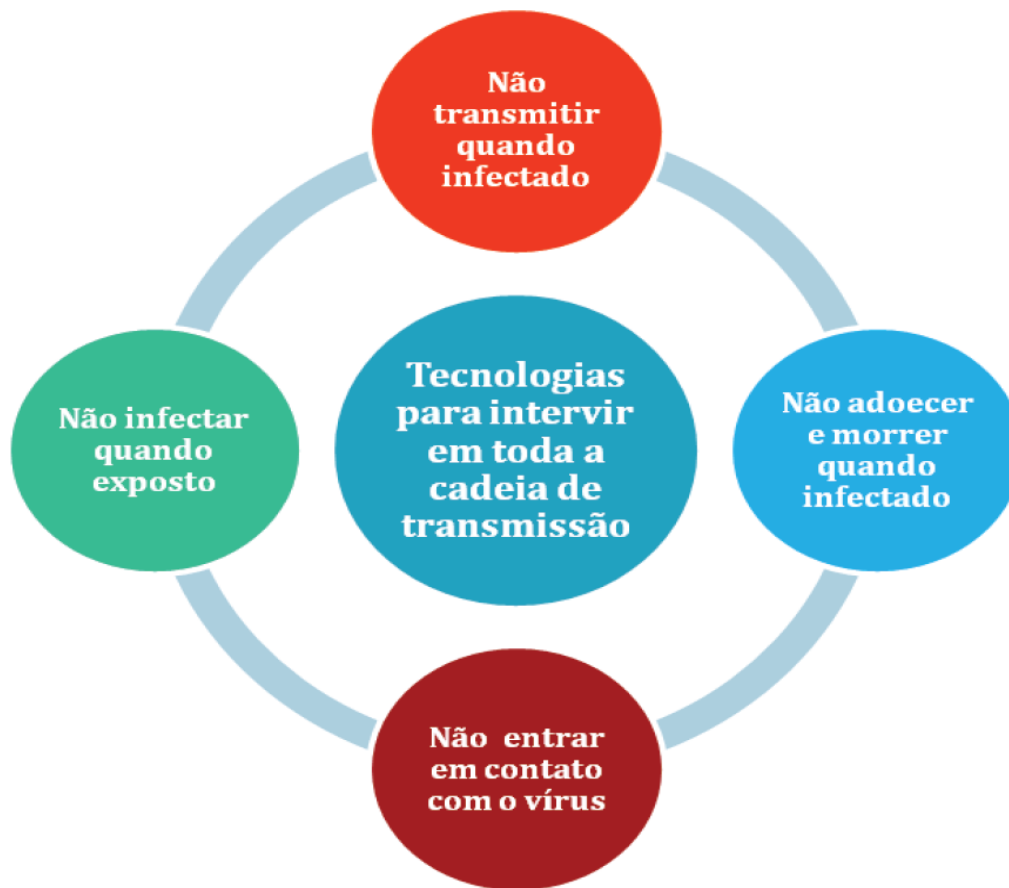 Não
transmitir
quando
infectado
Tecnologias
para intervir
em toda a
cadeia de
transmissão
Não infectar
quando
exposto
Não adoecer
e morrer
quando
infectado
Não entrar
em contato
com o vírus